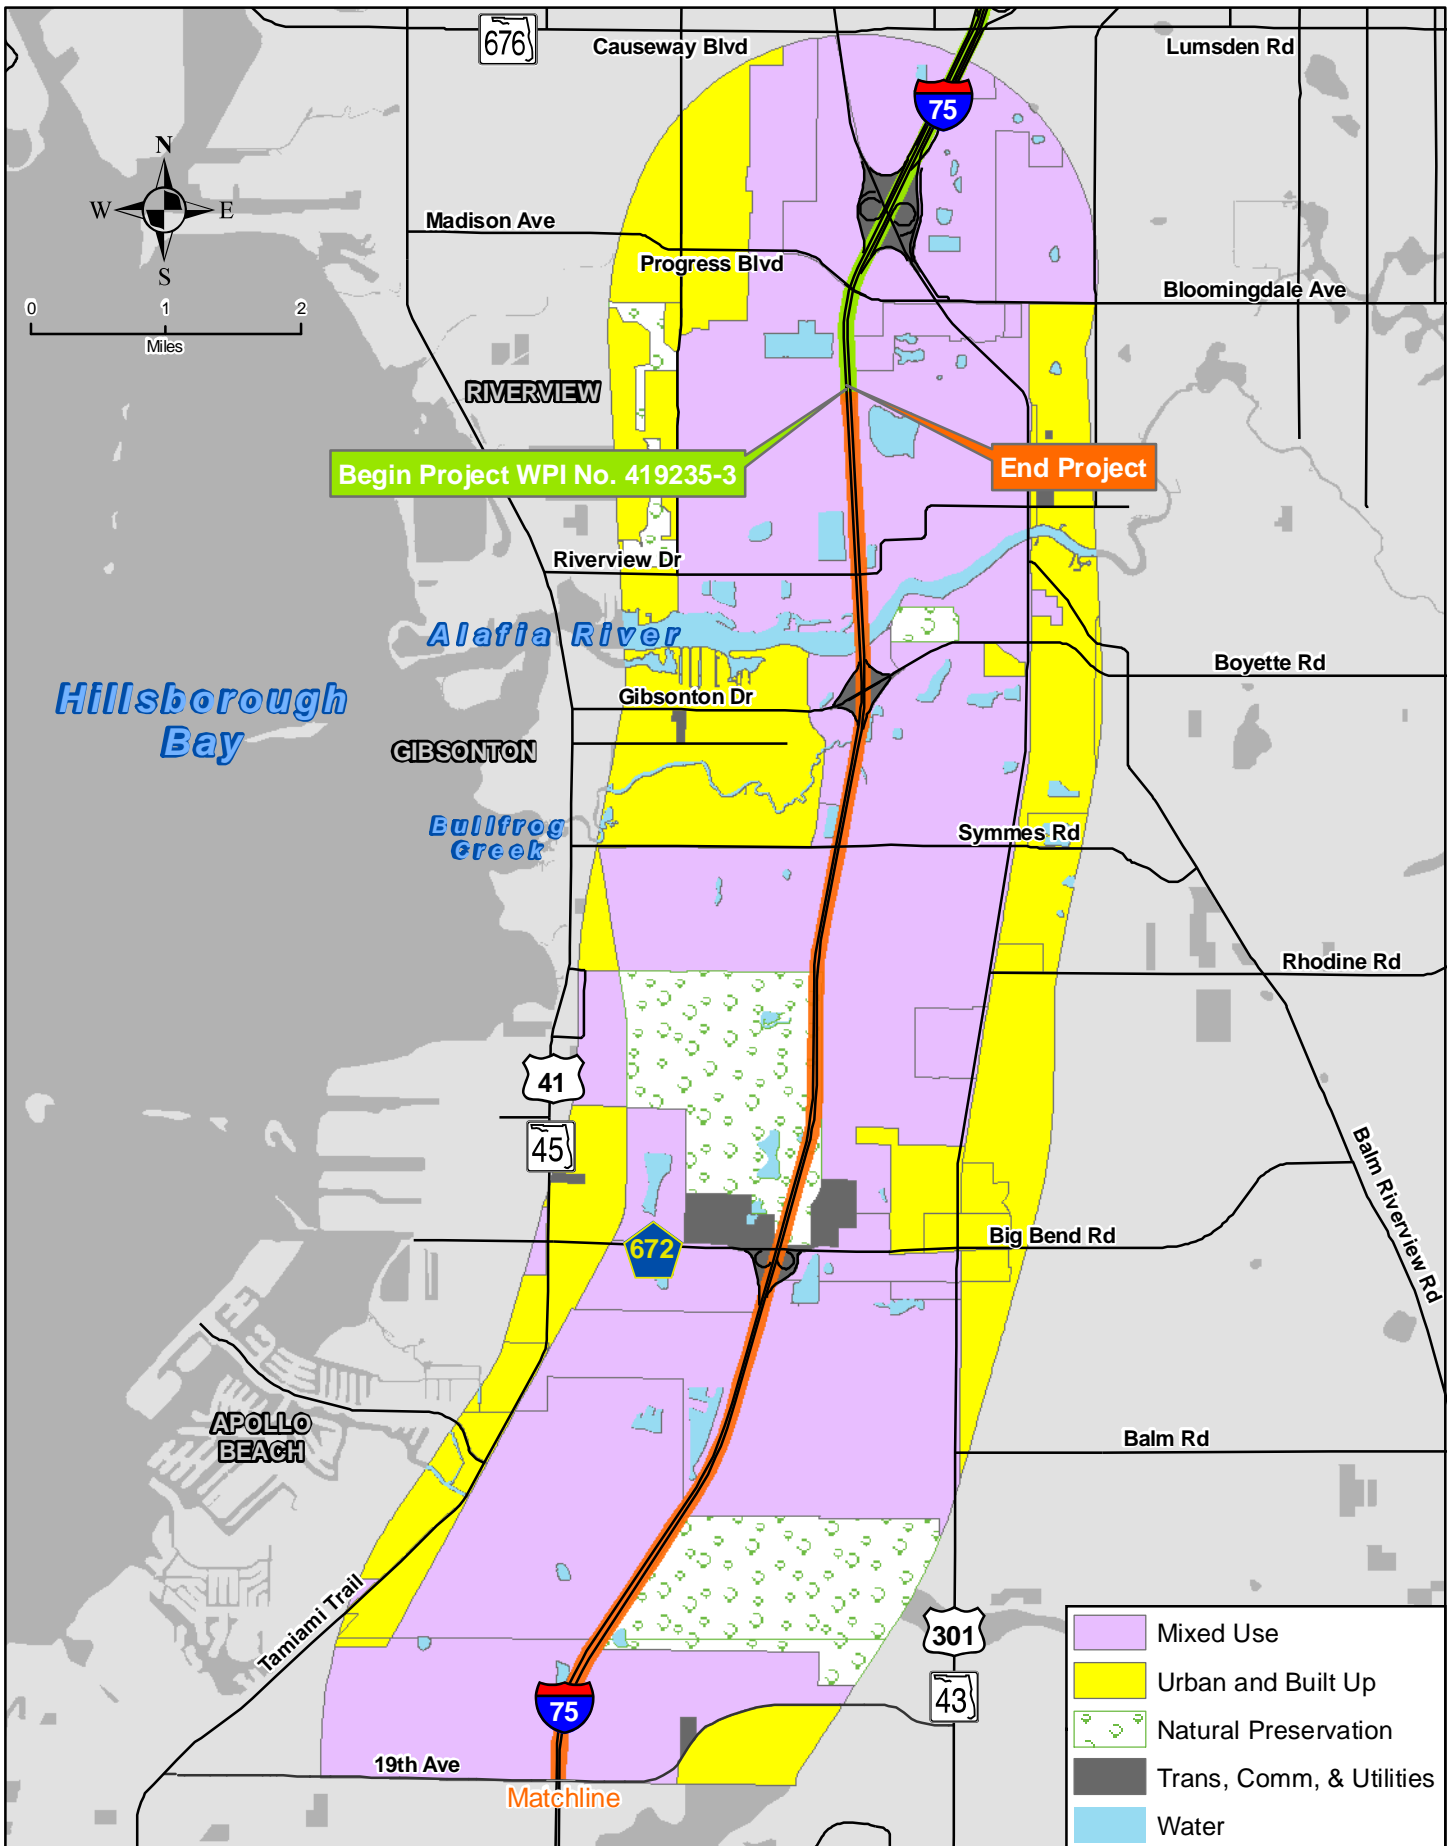 676
Causeway Blvd
Lumsden Rd
75
N
W
E
S
0
1
2
Miles
Madison Ave
Progress Blvd
Bloomingdale Ave
RIVERVIEW
Begin Project WPI No. 419235-3
End Project
Riverview Dr
Alafia River
Boyette Rd
Hillsborough
Bay
Gibsonton Dr
GIBSONTON
Bullfrog
Creek
Symmes Rd
Rhodine Rd
41
45
Balm Riverview Rd
672
Big Bend Rd
APOLLO
BEACH
Balm Rd
Tamiami Trail
301
43
75
19th Ave
Matchline
Mixed Use
Urban and Built Up
Natural Preservation
Trans, Comm, & Utilities
Water